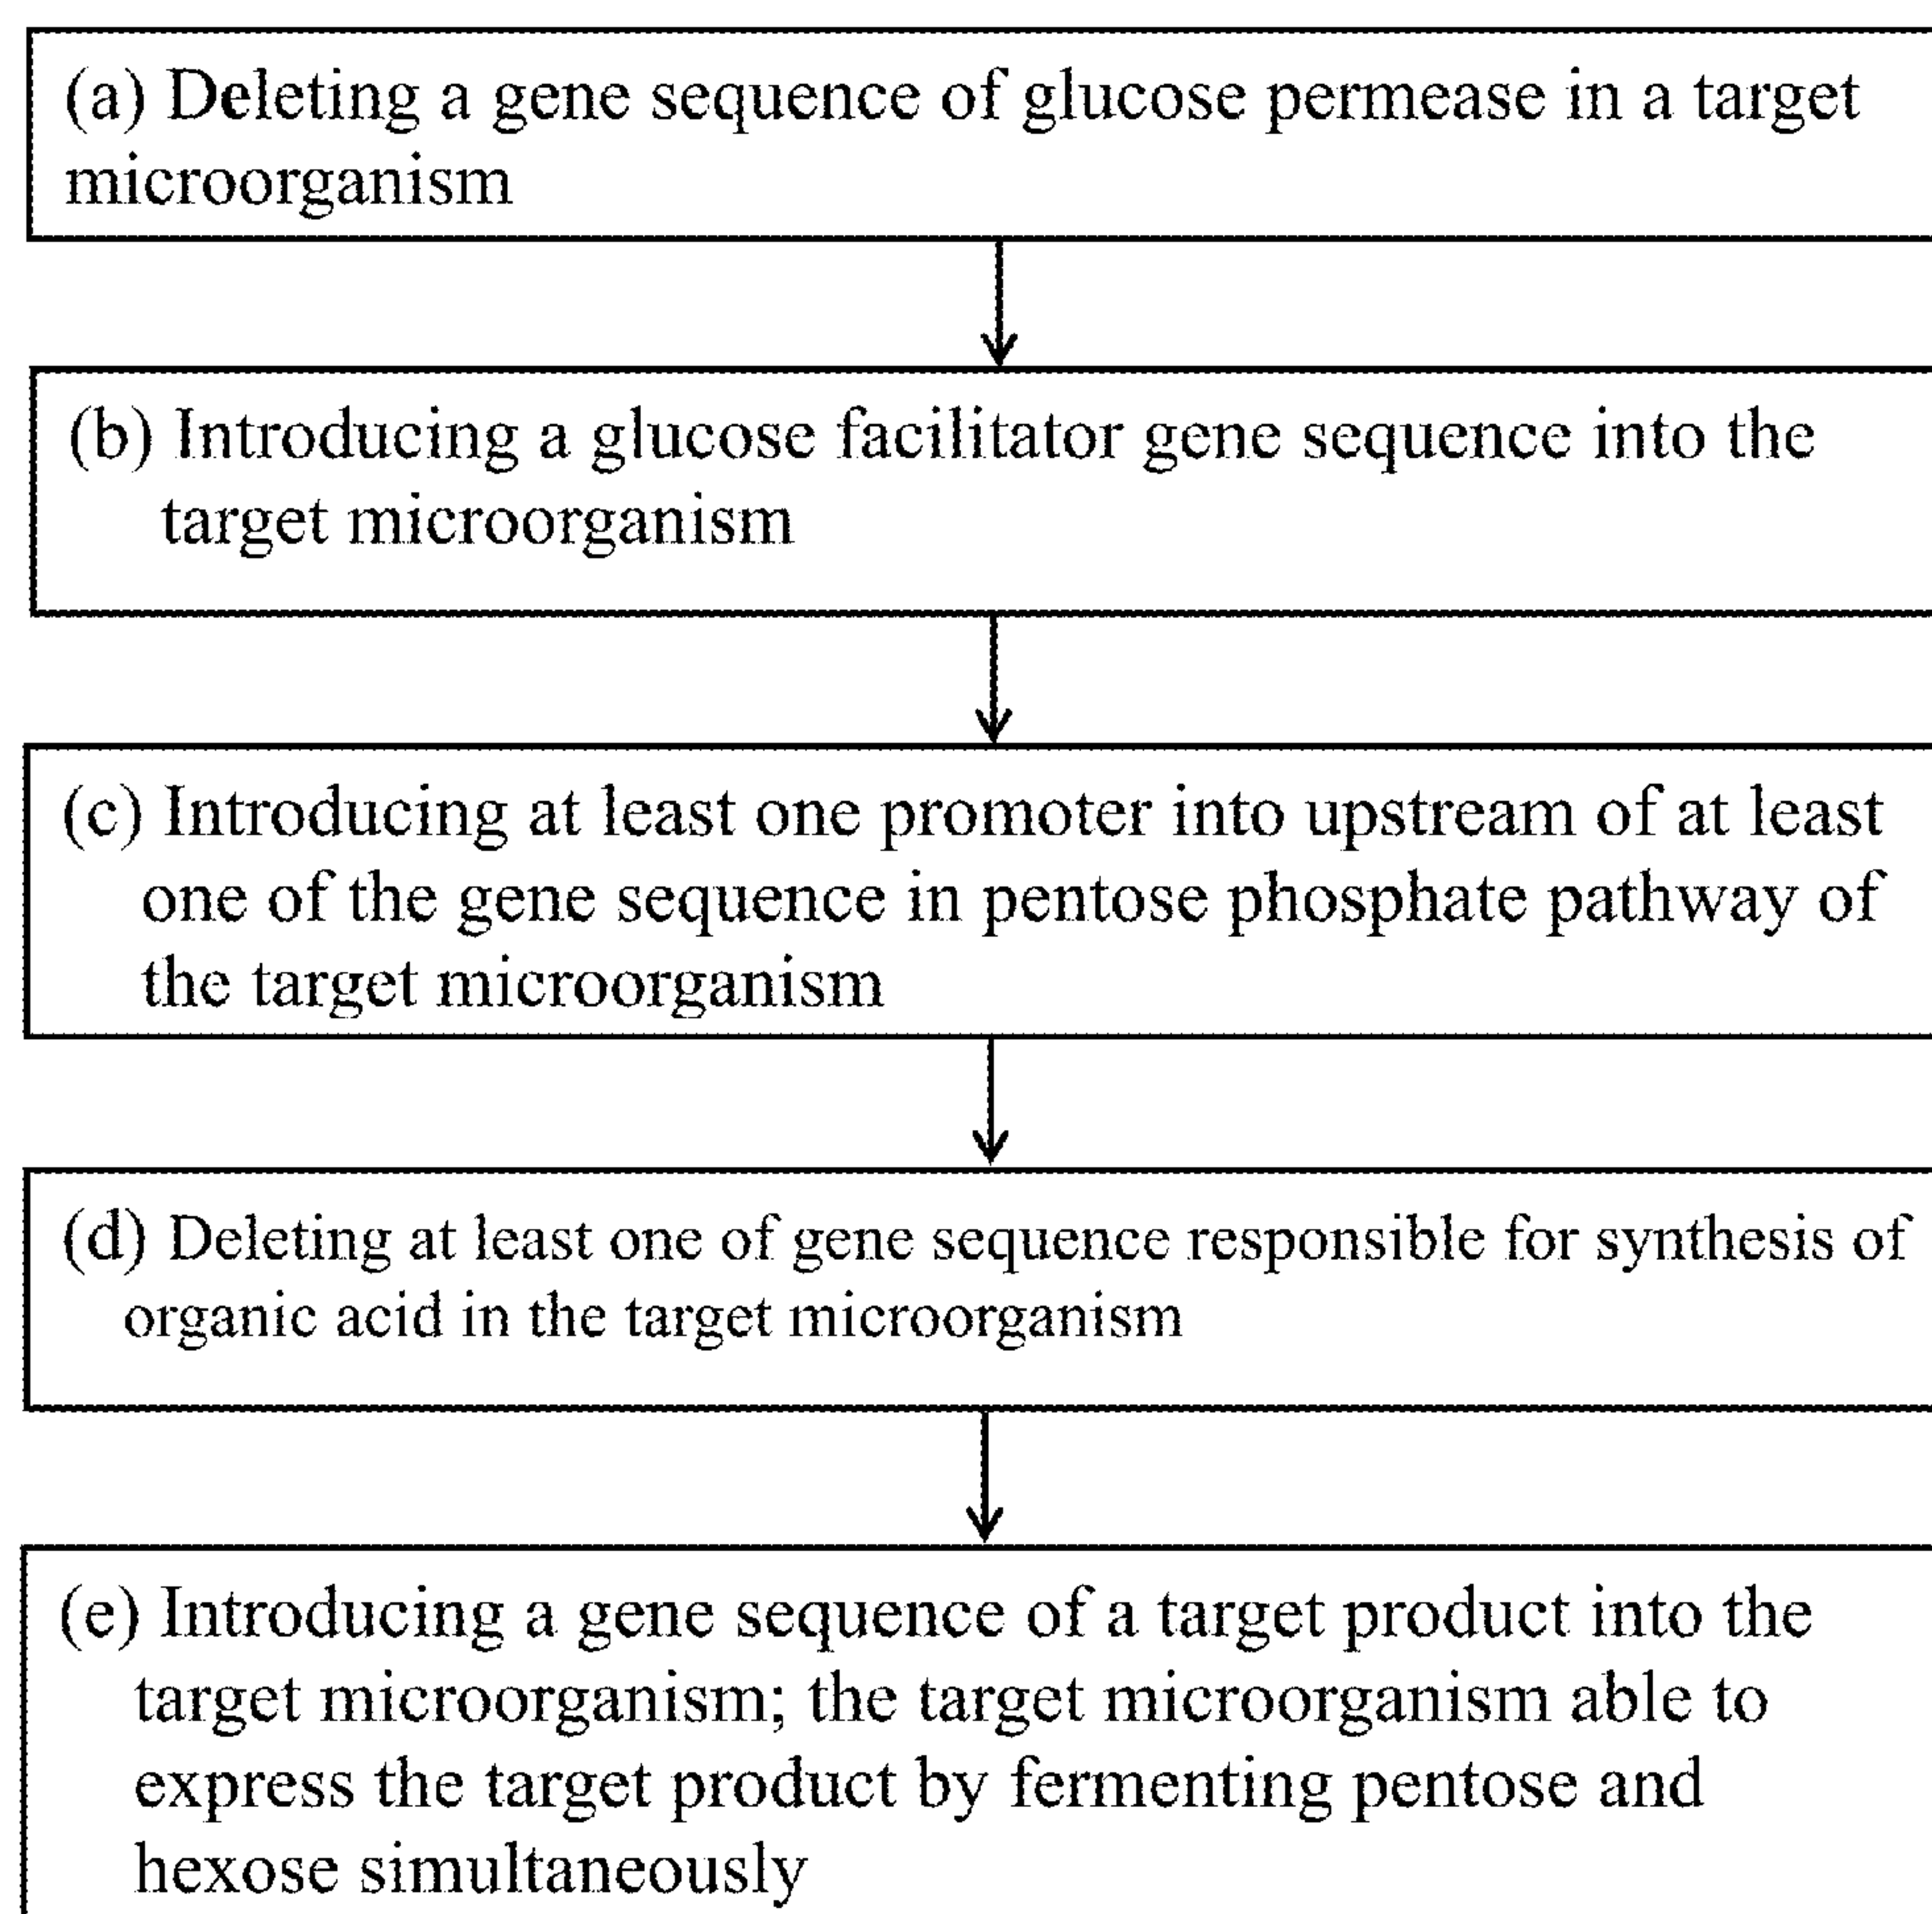 (a) Deleting a gene sequence of glucose permease in a target
microorganism
(b) Introducing a glucose facilitator gene sequence into the
target microorganism
(c) Introducing at least one promoter into upstream of at least
one of the gene sequence in pentose phosphate pathway of
the target microorganism
(d) Deleting at least one of gene sequence responsible for synthesis of
organic acid in the target microorganism
(e) Introducing a gene sequence of a target product into the
target microorganism; the target microorganism able to
express the target product by fermenting pentose and
hexose simultaneously